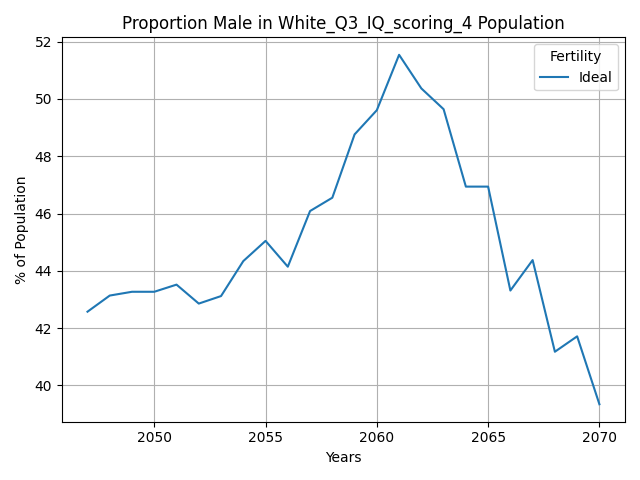 Proportion Male in White_Q3_IQ_scoring_4 Population
Fertility
Ideal
% of Population
52
50
48
46
44
42
40
2050 2055 2060 2065 2070
Years